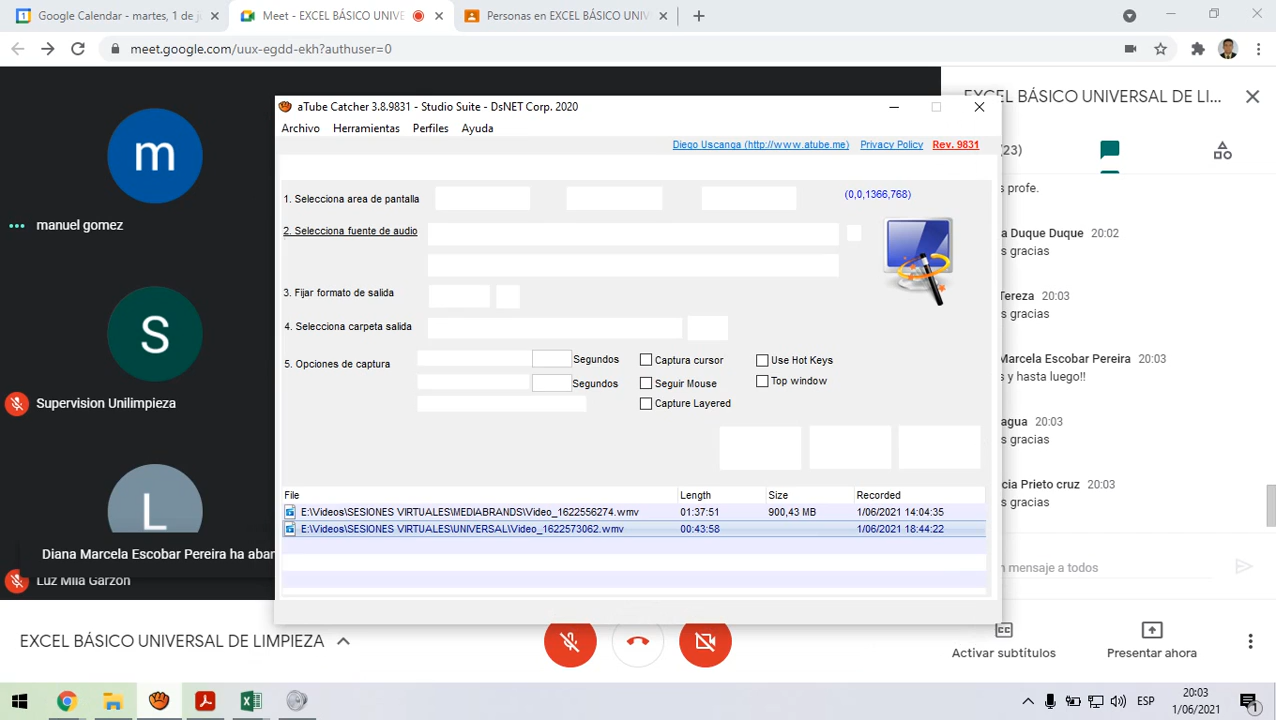 Google Calendar - martes, 1 de ju
Meet - EXCEL BÁSICO UNIVE
Personas en EXCEL BÁSICO UNIV
meet.google.com/uux-egdd-ekh?authuser=0
m
manuel gomez
S
Supervision Unilimpieza
L
Diana Marcela Escobar Pereira ha aban
Luz Mila Garzon
EXCEL BÁSICO UNIVERSAL DE LIMPIEZA
aTube Catcher 3.8.9831 - Studio Suite - DsNET Corp. 2020
Archivo Herramientas Perfiles Ayuda
Diego Uscanga (http://www.atube.me) Privacy Policy Rev. 9831
1. Selecciona area de pantalla
(0,0,1366,768)
2. Selecciona fuente de audio
3. Fijar formato de salida
4. Selecciona carpeta salida
5. Opciones de captura
Segundos
Segundos
Captura cursor
Use Hot Keys
Seguir Mouse
Top window
Capture Layered
File Length Size Recorded
E:\Videos\SESIONES VIRTUALES\MEDIABRANDS\Video_1622556274.wmv 01:37:51 900,43 MB 1/06/2021 14:04:35
E:\Videos\SESIONES VIRTUALES\UNIVERSAL\Video_1622573062.wmv 00:43:58 1/06/2021 18:44:22
EXCEL BÁSICO UNIVERSAL DE LI...
(23)
s profe.
a Duque Duque 20:02
s gracias
Tereza 20:03
s gracias
Marcela Escobar Pereira 20:03
s y hasta luego!!
agua 20:03
s gracias
cia Prieto cruz 20:03
s gracias
n mensaje a todos
Activar subtítulos
Presentar ahora
ESP
20:03
1/06/2021
1